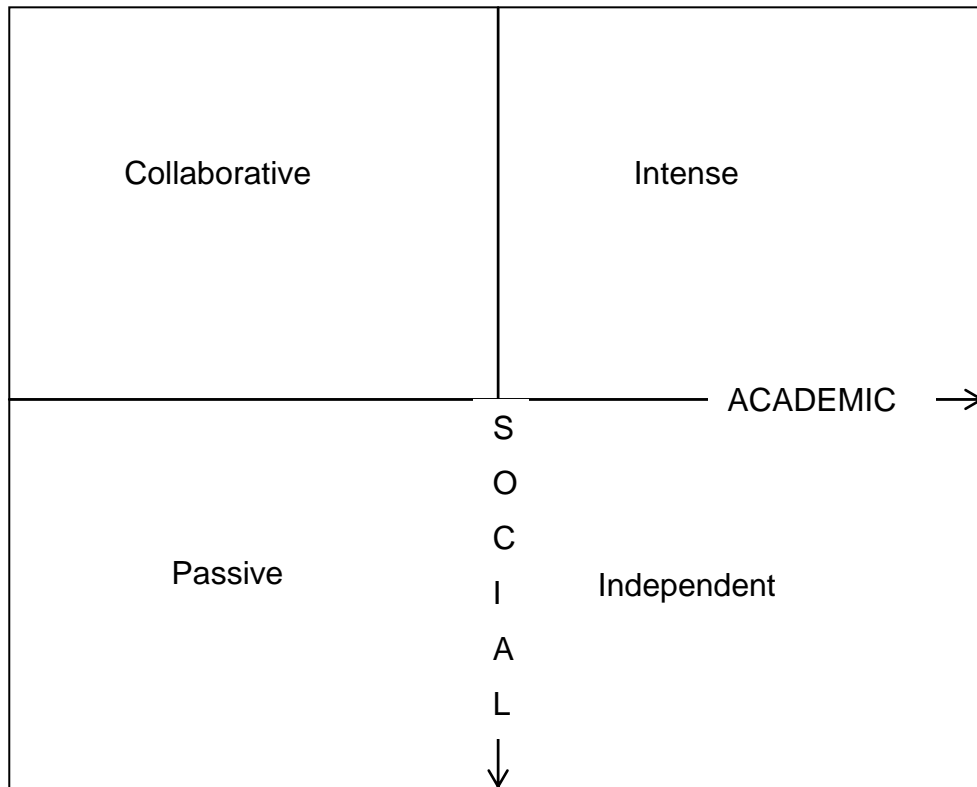 Collaborative
Intense
ACADEMIC
S
O
C
I
A
L
Passive
Independent